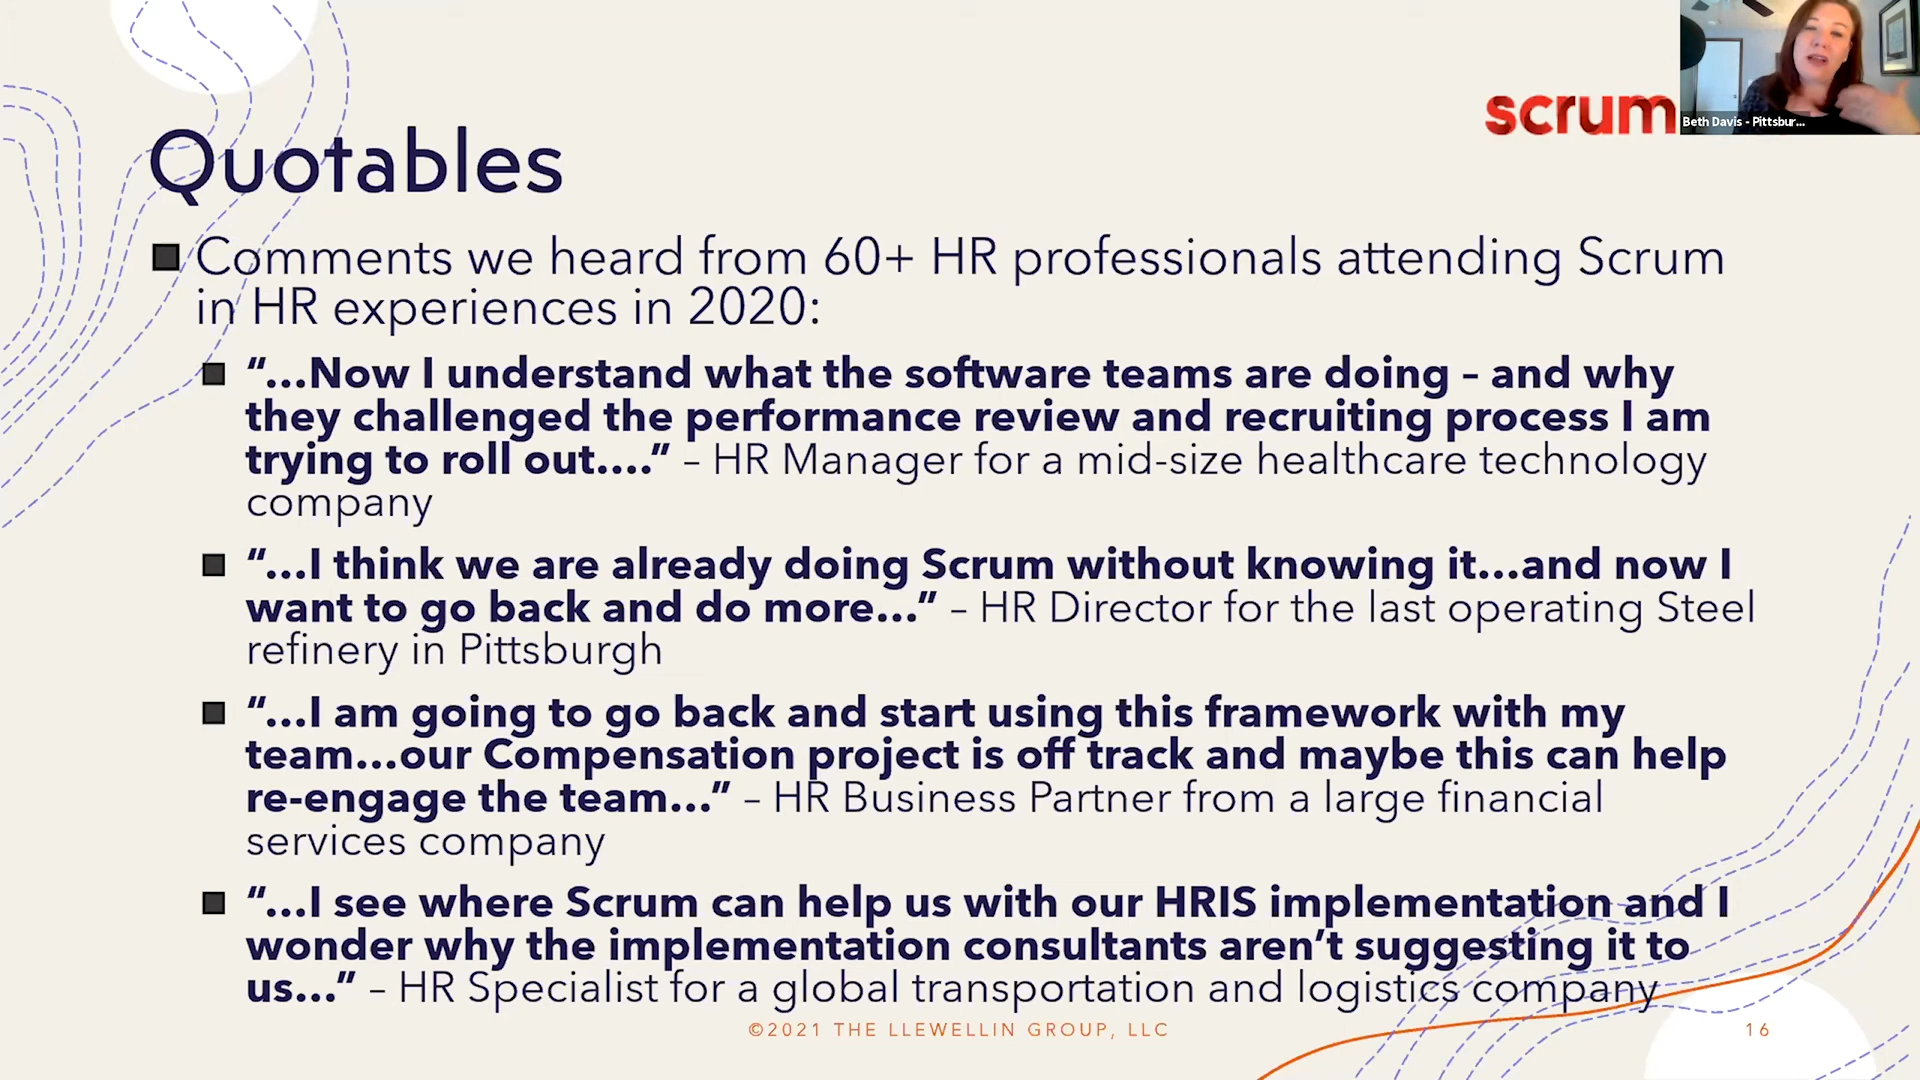 scrum
Beth Davis - Pittsbur...
Quotables
Comments we heard from 60+ HR professionals attending Scrum
in HR experiences in 2020:
“...Now I understand what the software teams are doing – and why
they challenged the performance review and recruiting process I am
trying to roll out....” – HR Manager for a mid-size healthcare technology
company
“...I think we are already doing Scrum without knowing it...and now I
want to go back and do more...” – HR Director for the last operating Steel
refinery in Pittsburgh
“...I am going to go back and start using this framework with my
team...our Compensation project is off track and maybe this can help
re-engage the team...” – HR Business Partner from a large financial
services company
“...I see where Scrum can help us with our HRIS implementation and I
wonder why the implementation consultants aren’t suggesting it to
us...” – HR Specialist for a global transportation and logistics company
©2021 THE LLEWELLIN GROUP, LLC
16